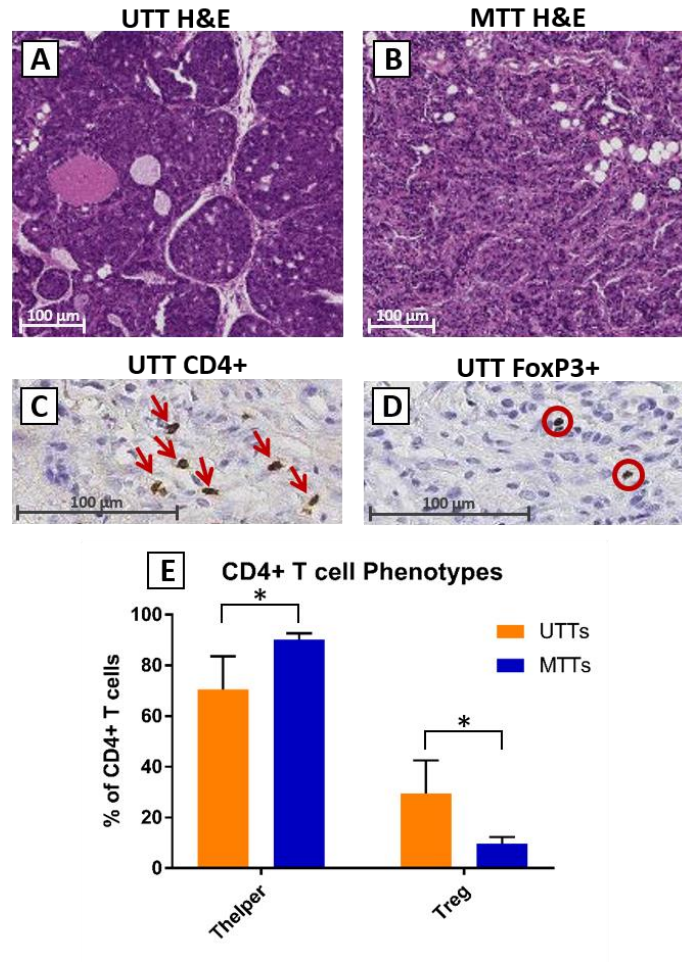 UTT H&E
MTT H&E
A
B
100 µm
100 µm
UTT CD4+
UTT FoxP3+
C
D
100 µm
100 µm
E
CD4+ T cell Phenotypes
*
*
UTTs
MTTs
% of CD4+ T cells
100
80
60
40
20
0
Thelper
Treg